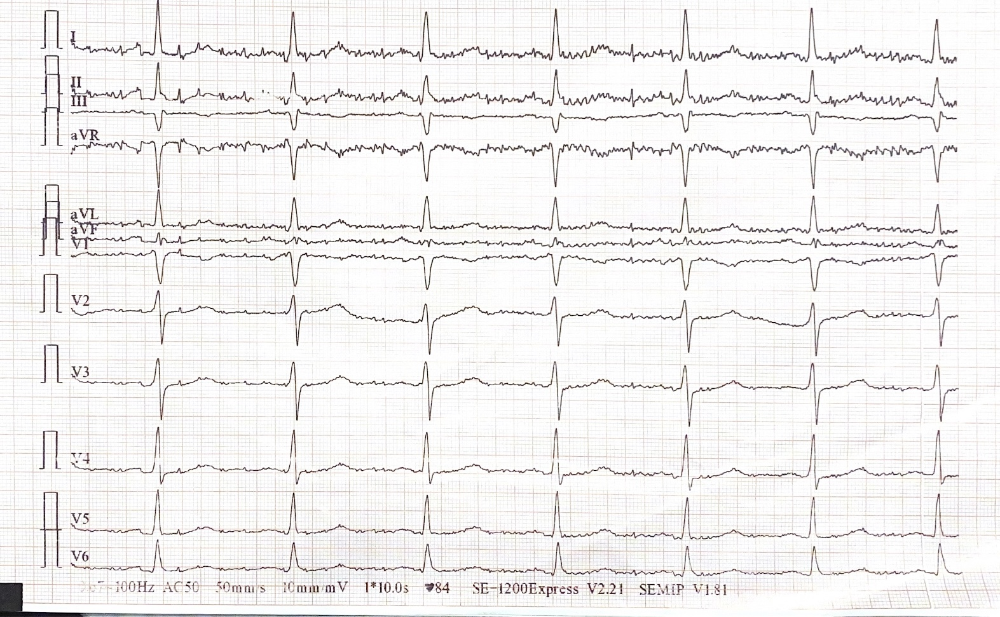 I
II
III
aVR
aVL
aVF
V1
V2
V3
V4
V5
V6
AC50 50mm/s 10mm/mV 1*10.0s ♥84 SE-1200Express V2.21 SEMIP V1.81